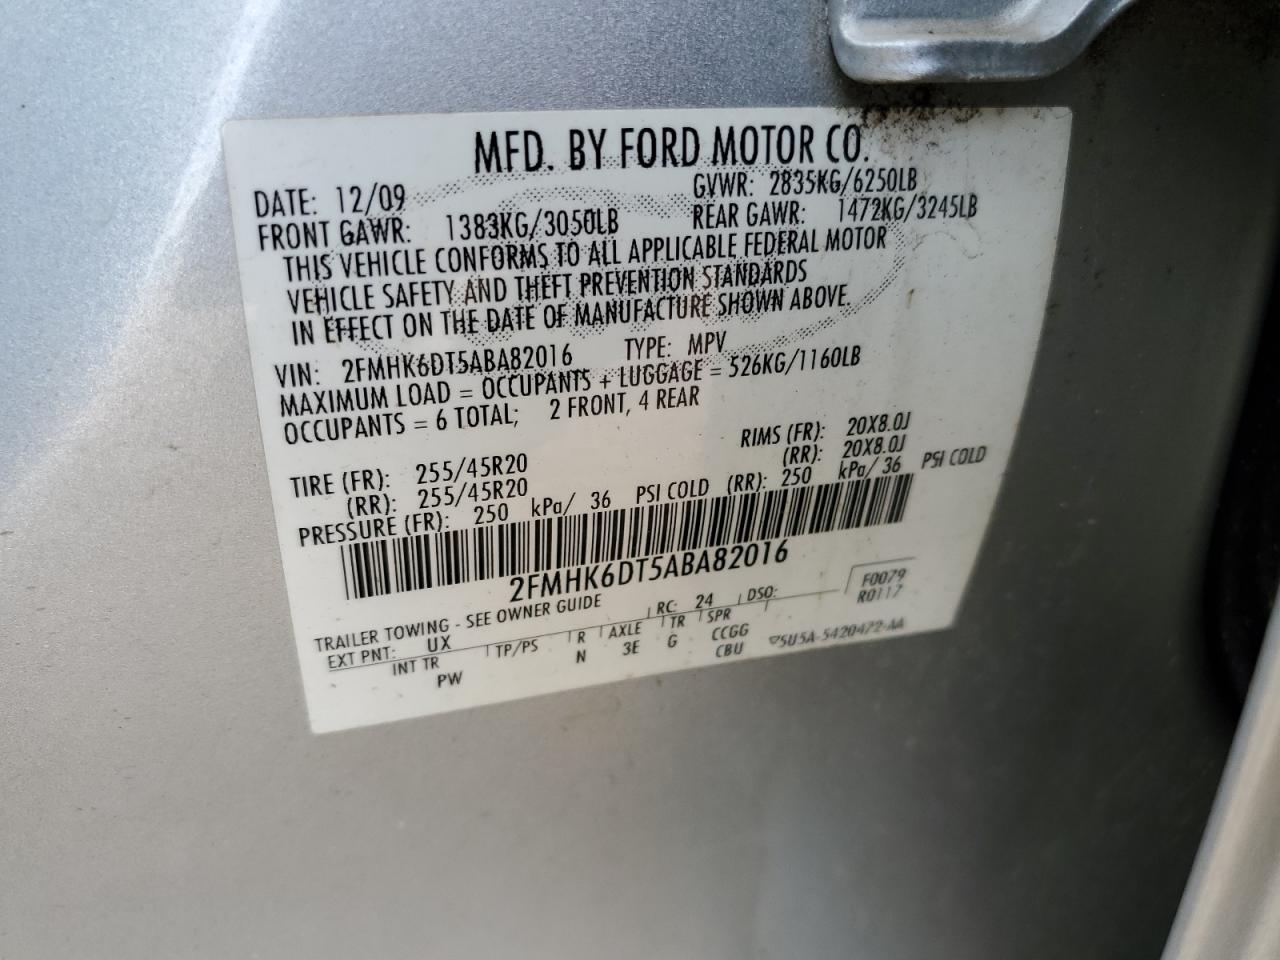 MFD. BY FORD MOTOR CO.
DATE: 12/09 GVWR: 2835KG/6250LB
FRONT GAWR: 1383KG/3050LB REAR GAWR: 1472KG/3245LB
THIS VEHICLE CONFORMS TO ALL APPLICABLE FEDERAL MOTOR
VEHICLE SAFETY AND THEFT PREVENTION STANDARDS
IN EFFECT ON THE DATE OF MANUFACTURE SHOWN ABOVE.
VIN: 2FMHK6DT5ABA82016 TYPE: MPV
MAXIMUM LOAD = OCCUPANTS + LUGGAGE = 526KG/1160LB
OCCUPANTS = 6 TOTAL; 2 FRONT, 4 REAR
TIRE (FR): 255/45R20 RIMS (FR): 20X8.0J
(RR): 255/45R20 (RR): 20X8.0J
PRESSURE (FR): 250 kPa/ 36 PSI COLD (RR): 250 kPa/ 36 PSI COLD
2FMHK6DT5ABA82016
TRAILER TOWING - SEE OWNER GUIDE F0079
EXT PNT: UX RC: 24 DSO: R0117
INT TR TP/PS R AXLE TR SPR
PW N 3E G CCGG
CBU
▽5U5A-5420472-AA